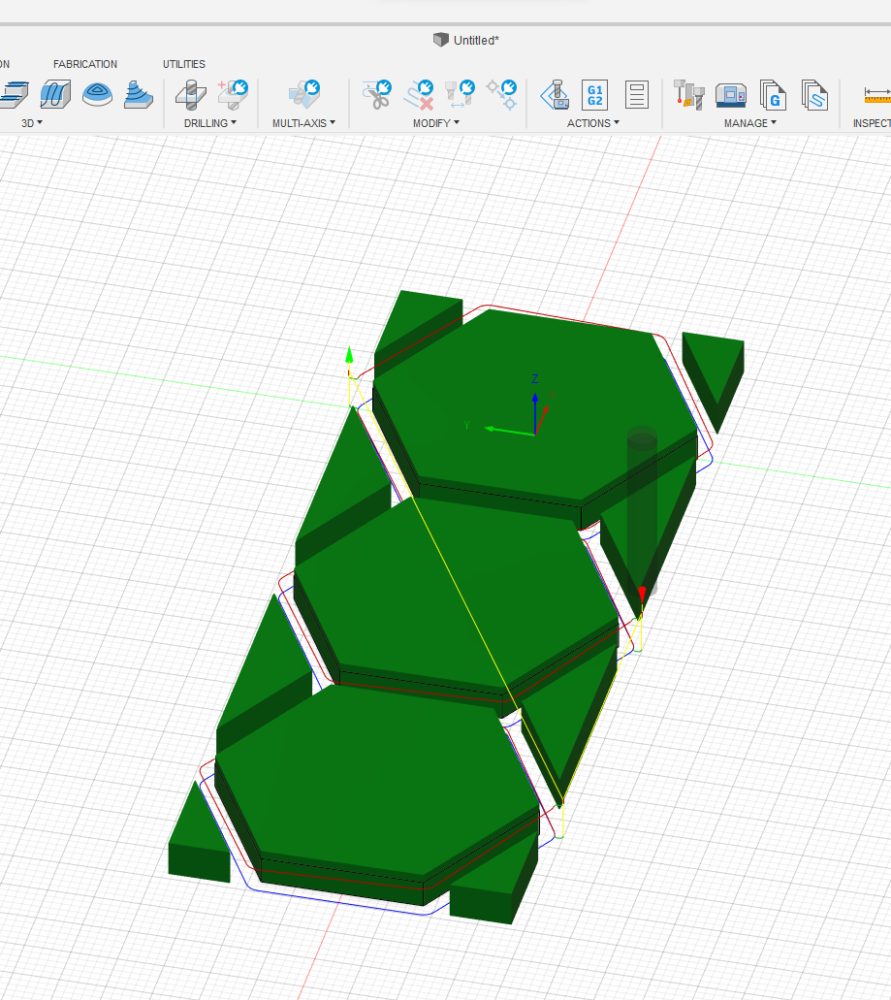 Untitled*
ON FABRICATION UTILITIES
G1
G2
G
3D DRILLING MULTI-AXIS MODIFY ACTIONS MANAGE INSPECT
Z
Y